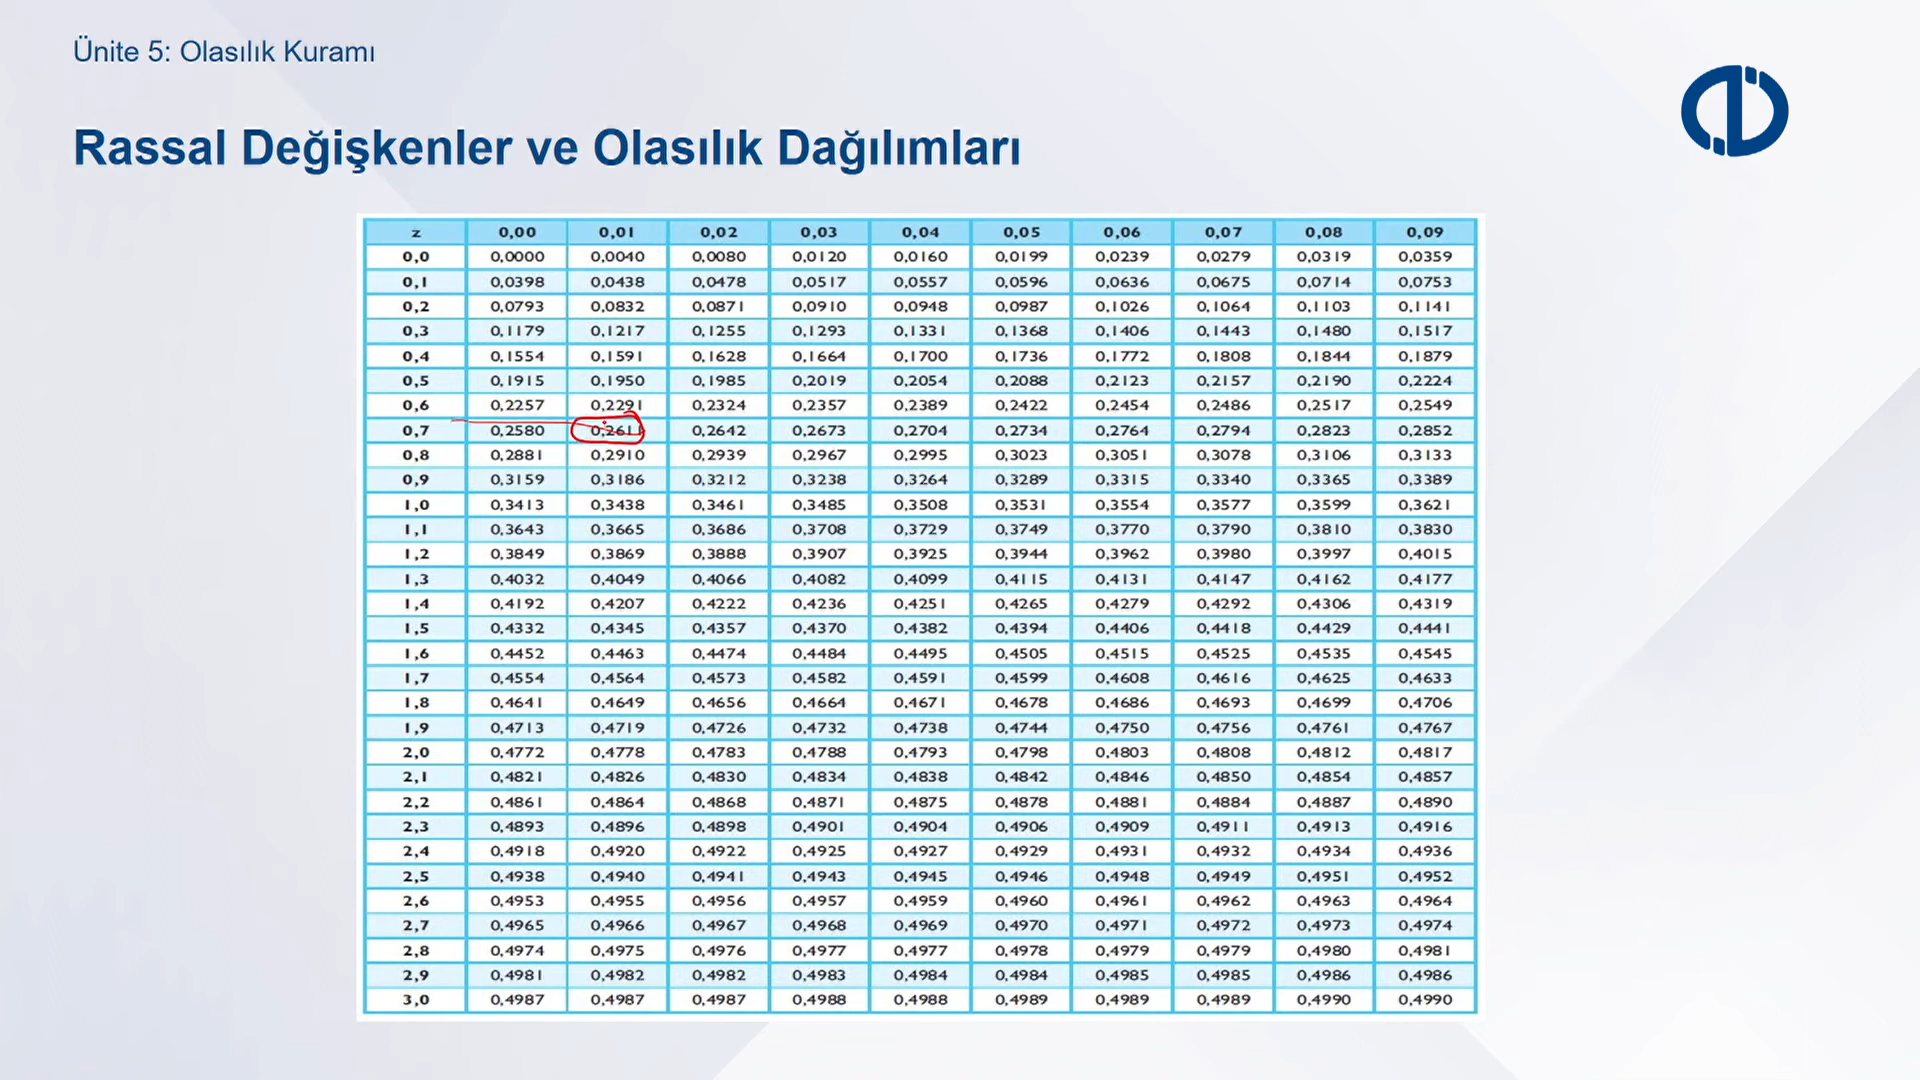 Ünite 5: Olasılık Kuramı
Rassal Değişkenler ve Olasılık Dağılımları
z 0,00 0,01 0,02 0,03 0,04 0,05 0,06 0,07 0,08 0,09
0,0 0,0000 0,0040 0,0080 0,0120 0,0160 0,0199 0,0239 0,0279 0,0319 0,0359
0,1 0,0398 0,0438 0,0478 0,0517 0,0557 0,0596 0,0636 0,0675 0,0714 0,0753
0,2 0,0793 0,0832 0,0871 0,0910 0,0948 0,0987 0,1026 0,1064 0,1103 0,1141
0,3 0,1179 0,1217 0,1255 0,1293 0,1331 0,1368 0,1406 0,1443 0,1480 0,1517
0,4 0,1554 0,1591 0,1628 0,1664 0,1700 0,1736 0,1772 0,1808 0,1844 0,1879
0,5 0,1915 0,1950 0,1985 0,2019 0,2054 0,2088 0,2123 0,2157 0,2190 0,2224
0,6 0,2257 0,2291 0,2324 0,2357 0,2389 0,2422 0,2454 0,2486 0,2517 0,2549
0,7 0,2580 0,2611 0,2642 0,2673 0,2704 0,2734 0,2764 0,2794 0,2823 0,2852
0,8 0,2881 0,2910 0,2939 0,2967 0,2995 0,3023 0,3051 0,3078 0,3106 0,3133
0,9 0,3159 0,3186 0,3212 0,3238 0,3264 0,3289 0,3315 0,3340 0,3365 0,3389
1,0 0,3413 0,3438 0,3461 0,3485 0,3508 0,3531 0,3554 0,3577 0,3599 0,3621
1,1 0,3643 0,3665 0,3686 0,3708 0,3729 0,3749 0,3770 0,3790 0,3810 0,3830
1,2 0,3849 0,3869 0,3888 0,3907 0,3925 0,3944 0,3962 0,3980 0,3997 0,4015
1,3 0,4032 0,4049 0,4066 0,4082 0,4099 0,4115 0,4131 0,4147 0,4162 0,4177
1,4 0,4192 0,4207 0,4222 0,4236 0,4251 0,4265 0,4279 0,4292 0,4306 0,4319
1,5 0,4332 0,4345 0,4357 0,4370 0,4382 0,4394 0,4406 0,4418 0,4429 0,4441
1,6 0,4452 0,4463 0,4474 0,4484 0,4495 0,4505 0,4515 0,4525 0,4535 0,4545
1,7 0,4554 0,4564 0,4573 0,4582 0,4591 0,4599 0,4608 0,4616 0,4625 0,4633
1,8 0,4641 0,4649 0,4656 0,4664 0,4671 0,4678 0,4686 0,4693 0,4699 0,4706
1,9 0,4713 0,4719 0,4726 0,4732 0,4738 0,4744 0,4750 0,4756 0,4761 0,4767
2,0 0,4772 0,4778 0,4783 0,4788 0,4793 0,4798 0,4803 0,4808 0,4812 0,4817
2,1 0,4821 0,4826 0,4830 0,4834 0,4838 0,4842 0,4846 0,4850 0,4854 0,4857
2,2 0,4861 0,4864 0,4868 0,4871 0,4875 0,4878 0,4881 0,4884 0,4887 0,4890
2,3 0,4893 0,4896 0,4898 0,4901 0,4904 0,4906 0,4909 0,4911 0,4913 0,4916
2,4 0,4918 0,4920 0,4922 0,4925 0,4927 0,4929 0,4931 0,4932 0,4934 0,4936
2,5 0,4938 0,4940 0,4941 0,4943 0,4945 0,4946 0,4948 0,4949 0,4951 0,4952
2,6 0,4953 0,4955 0,4956 0,4957 0,4959 0,4960 0,4961 0,4962 0,4963 0,4964
2,7 0,4965 0,4966 0,4967 0,4968 0,4969 0,4970 0,4971 0,4972 0,4973 0,4974
2,8 0,4974 0,4975 0,4976 0,4977 0,4977 0,4978 0,4979 0,4979 0,4980 0,4981
2,9 0,4981 0,4982 0,4982 0,4983 0,4984 0,4984 0,4985 0,4985 0,4986 0,4986
3,0 0,4987 0,4987 0,4987 0,4988 0,4988 0,4989 0,4989 0,4989 0,4990 0,4990